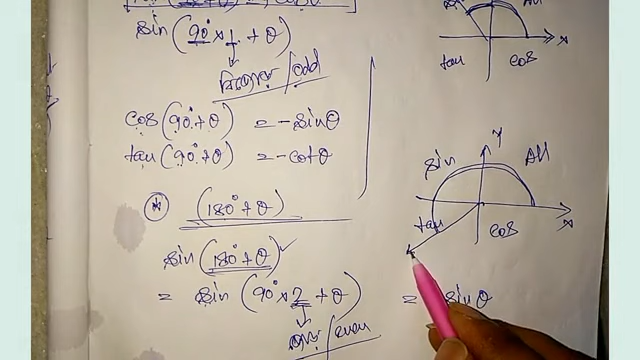 sin (90° × 1 + θ)
বিজোড় / odd
cos (90° + θ) = - sin θ
tan (90° + θ) = - cot θ
(180° + θ)
sin (180° + θ)
= sin (90° × 2 + θ) = sin θ
জোড় / even
All
tan cos
x
y
sin All
tan cos
x